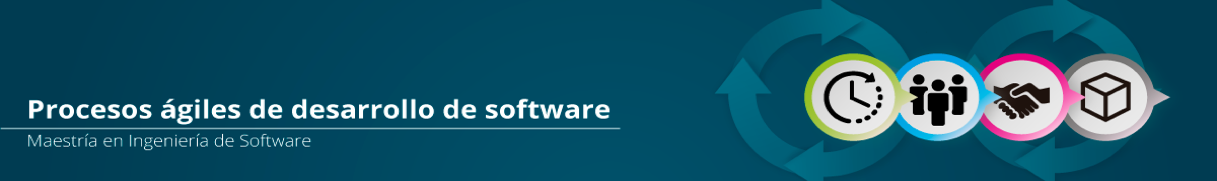 Procesos ágiles de desarrollo de software
Maestría en Ingeniería de Software